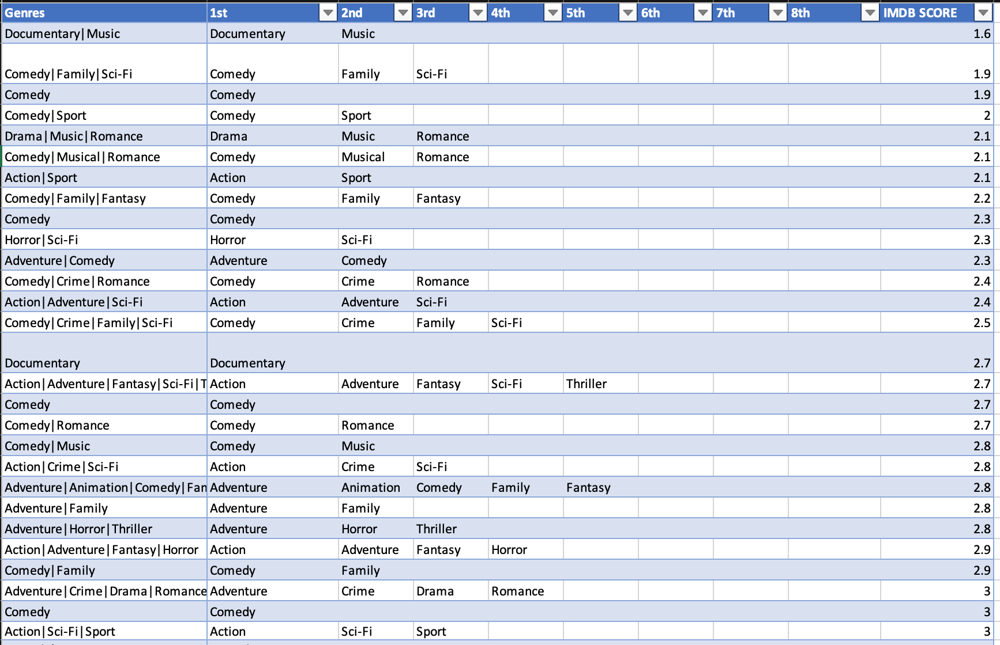 Genres 1st 2nd 3rd 4th 5th 6th 7th 8th IMDB SCORE
Documentary|Music Documentary Music 1.6
Comedy|Family|Sci-Fi Comedy Family Sci-Fi 1.9
Comedy Comedy 1.9
Comedy|Sport Comedy Sport 2
Drama|Music|Romance Drama Music Romance 2.1
Comedy|Musical|Romance Comedy Musical Romance 2.1
Action|Sport Action Sport 2.1
Comedy|Family|Fantasy Comedy Family Fantasy 2.2
Comedy Comedy 2.3
Horror|Sci-Fi Horror Sci-Fi 2.3
Adventure|Comedy Adventure Comedy 2.3
Comedy|Crime|Romance Comedy Crime Romance 2.4
Action|Adventure|Sci-Fi Action Adventure Sci-Fi 2.4
Comedy|Crime|Family|Sci-Fi Comedy Crime Family Sci-Fi 2.5
Documentary Documentary 2.7
Action|Adventure|Fantasy|Sci-Fi|T Action Adventure Fantasy Sci-Fi Thriller 2.7
Comedy Comedy 2.7
Comedy|Romance Comedy Romance 2.7
Comedy|Music Comedy Music 2.8
Action|Crime|Sci-Fi Action Crime Sci-Fi 2.8
Adventure|Animation|Comedy|Fan Adventure Animation Comedy Family Fantasy 2.8
Adventure|Family Adventure Family 2.8
Adventure|Horror|Thriller Adventure Horror Thriller 2.8
Action|Adventure|Fantasy|Horror Action Adventure Fantasy Horror 2.9
Comedy|Family Comedy Family 2.9
Adventure|Crime|Drama|Romance Adventure Crime Drama Romance 3
Comedy Comedy 3
Action|Sci-Fi|Sport Action Sci-Fi Sport 3